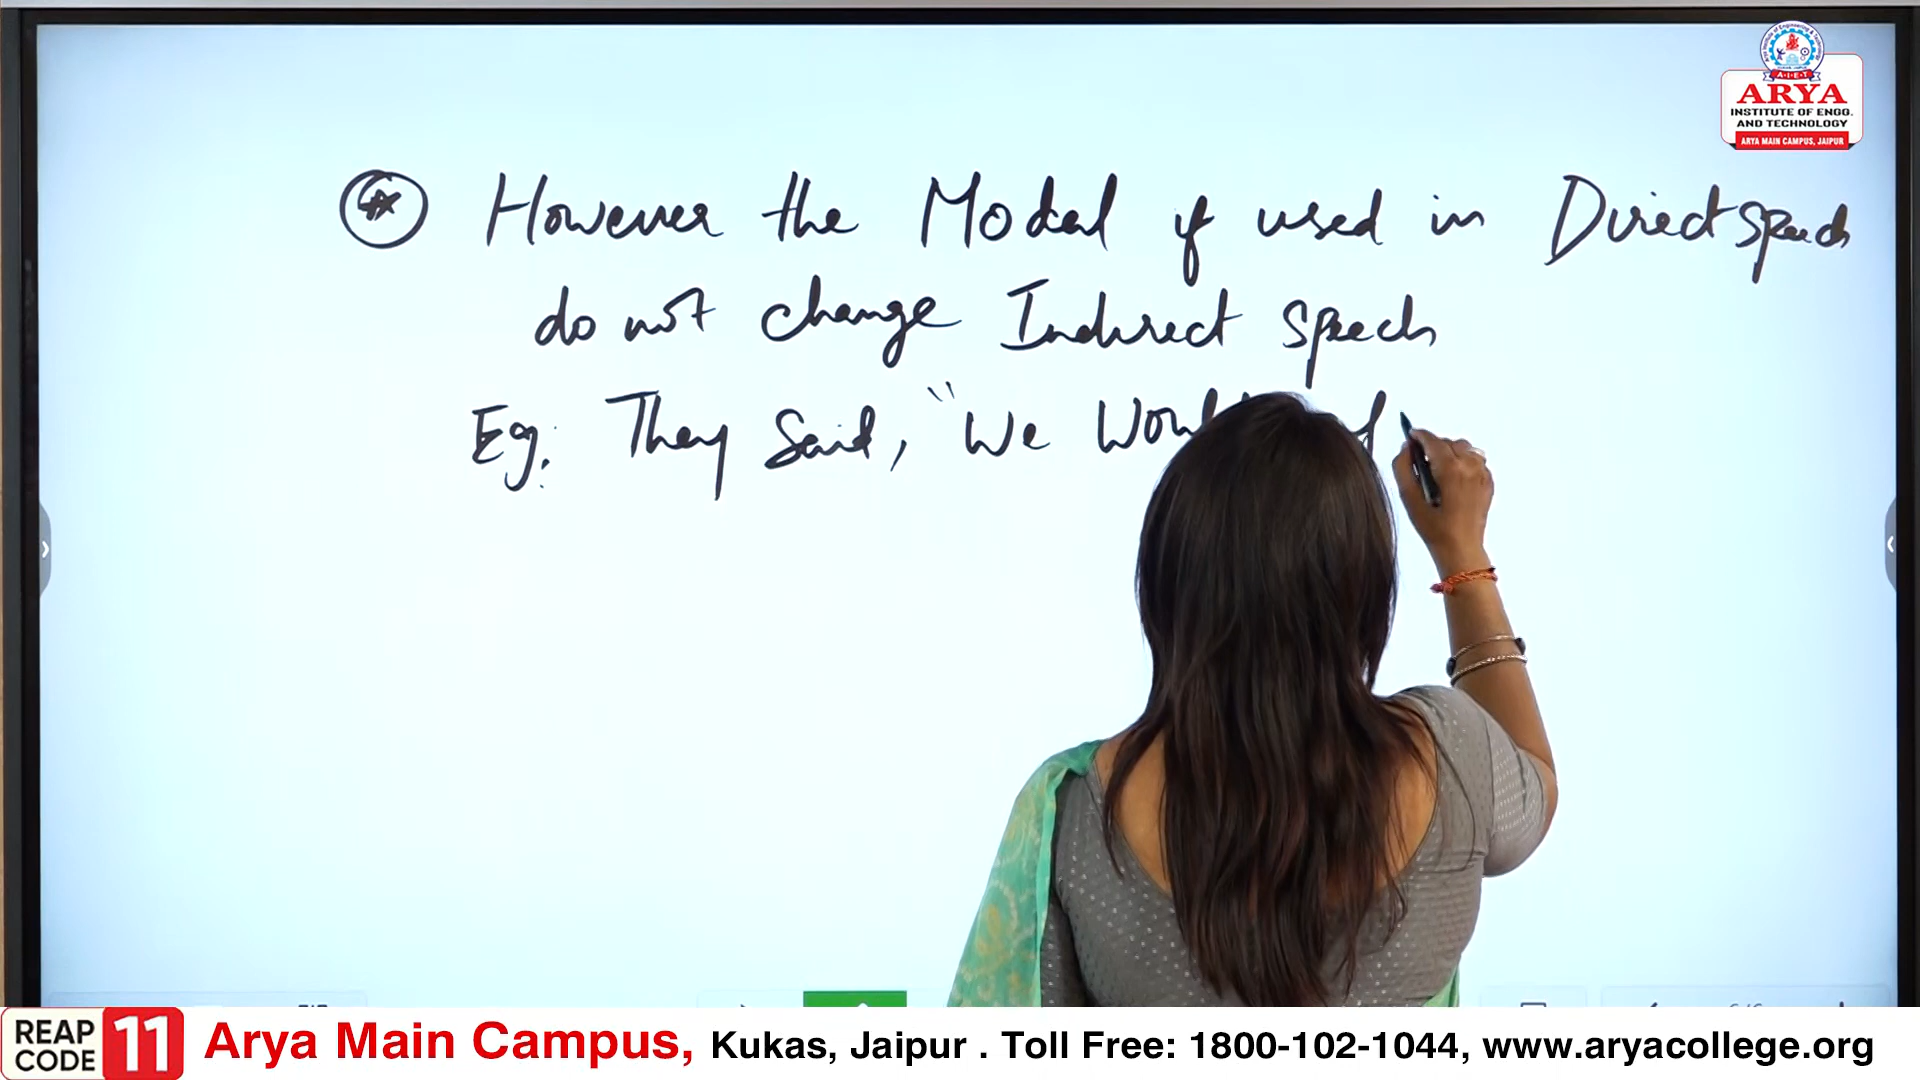 ARYA
INSTITUTE OF ENGG.
AND TECHNOLOGY
ARYA MAIN CAMPUS, JAIPUR
However the Modal if used in Direct speech
do not change Indirect speech
Eg: They Said, "We
REAP CODE 11 Arya Main Campus, Kukas, Jaipur . Toll Free: 1800-102-1044, www.aryacollege.org